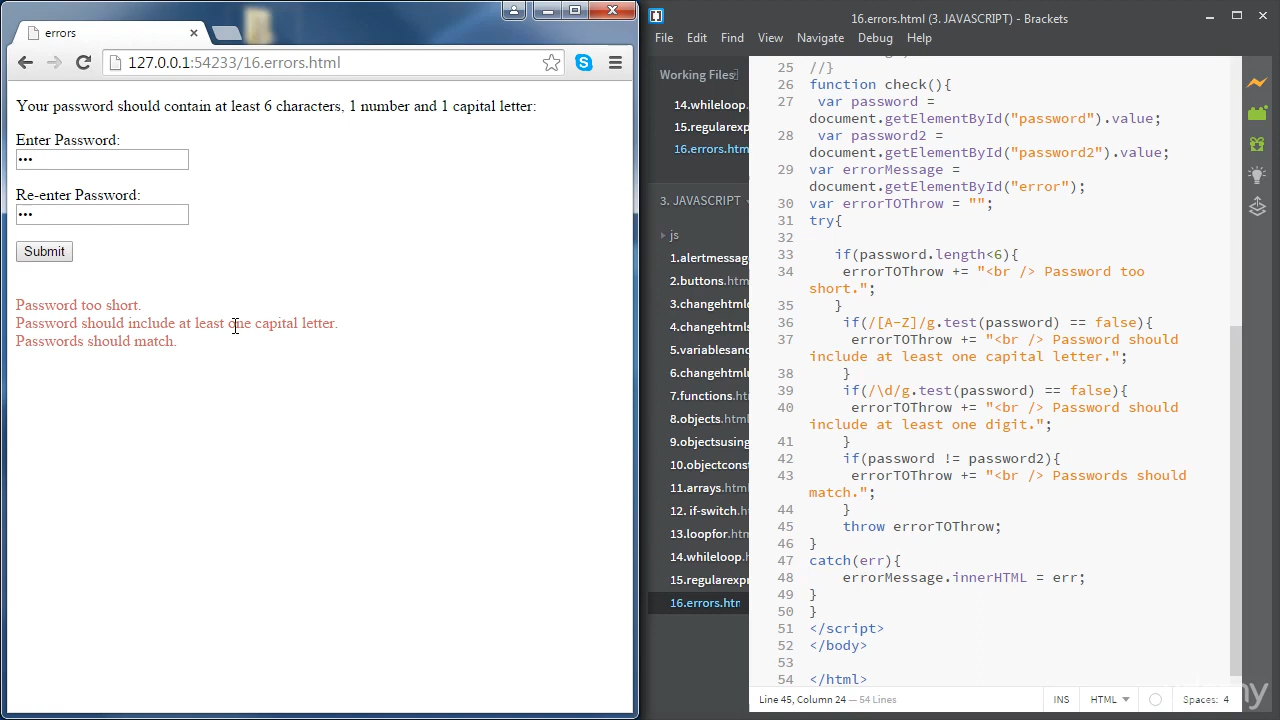 errors
127.0.0.1:54233/16.errors.html
Your password should contain at least 6 characters, 1 number and 1 capital letter:
Enter Password:
•••
Re-enter Password:
•••
Submit
Password too short.
Password should include at least one capital letter.
Passwords should match.
16.errors.html (3. JAVASCRIPT) - Brackets
File Edit Find View Navigate Debug Help
Working Files
14.whileloop.
15.regularexp
16.errors.htm
3. JAVASCRIPT
js
1.alertmessage
2.buttons.html
3.changehtmlc
4.changehtmls
5.variablesand
6.changehtmlu
7.functions.htm
8.objects.html
9.objectsusing
10.objectconst
11.arrays.html
12. if-switch.h
13.loopfor.html
14.whileloop.h
15.regularexpr
16.errors.htm
25 //}
26 function check(){
27 var password =
document.getElementById("password").value;
28 var password2 =
document.getElementById("password2").value;
29 var errorMessage =
document.getElementById("error");
30 var errorTOThrow = "";
31 try{
32
33 if(password.length<6){
34 errorTOThrow += "<br /> Password too
short.";
35 }
36 if(/[A-Z]/g.test(password) == false){
37 errorTOThrow += "<br /> Password should
include at least one capital letter.";
38 }
39 if(/\d/g.test(password) == false){
40 errorTOThrow += "<br /> Password should
include at least one digit.";
41 }
42 if(password != password2){
43 errorTOThrow += "<br /> Passwords should
match.";
44 }
45 throw errorTOThrow;
46 }
47 catch(err){
48 errorMessage.innerHTML = err;
49 }
50 }
51 </script>
52 </body>
53
54 </html>
Line 45, Column 24 — 54 Lines
INS HTML Spaces: 4